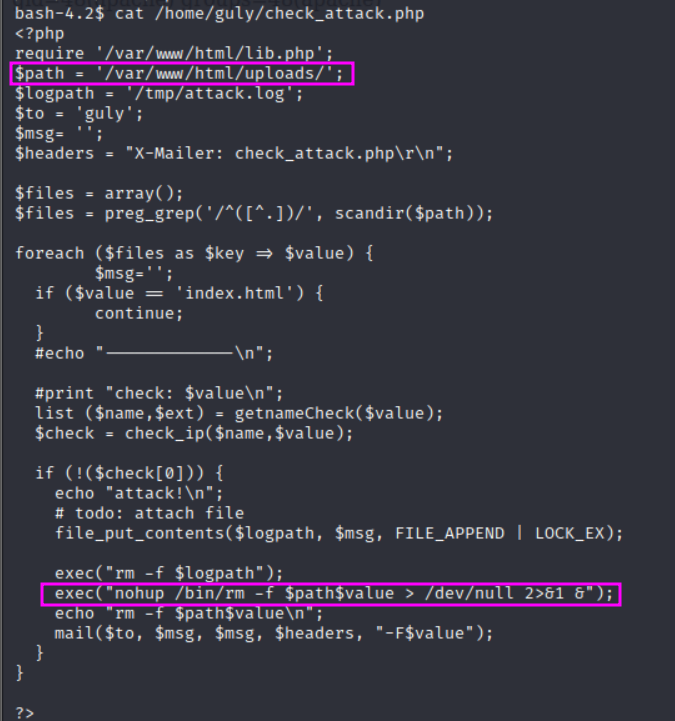 bash-4.2$ cat /home/guly/check_attack.php
<?php
require '/var/www/html/lib.php';
$path = '/var/www/html/uploads/';
$logpath = '/tmp/attack.log';
$to = 'guly';
$msg= '';
$headers = "X-Mailer: check_attack.php\r\n";

$files = array();
$files = preg_grep('/^([^.])/', scandir($path));

foreach ($files as $key => $value) {
        $msg='';
  if ($value == 'index.html') {
        continue;
  }
  #echo "-------------\n";

  #print "check: $value\n";
  list ($name,$ext) = getnameCheck($value);
  $check = check_ip($name,$value);

  if (!($check[0])) {
    echo "attack!\n";
    # todo: attach file
    file_put_contents($logpath, $msg, FILE_APPEND | LOCK_EX);

    exec("rm -f $logpath");
    exec("nohup /bin/rm -f $path$value > /dev/null 2>&1 &");
    echo "rm -f $path$value\n";
    mail($to, $msg, $msg, $headers, "-F$value");
  }
}

?>